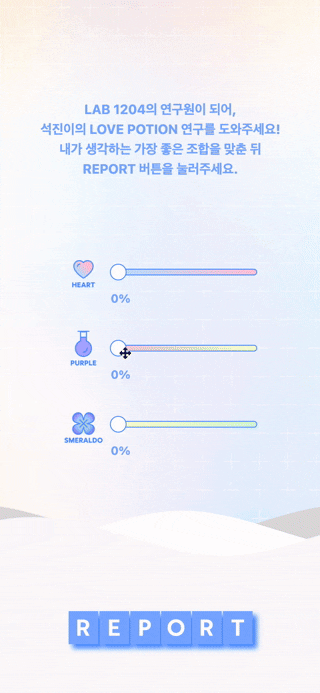 LAB 1204의 연구원이 되어,
석진이의 LOVE POTION 연구를 도와주세요!
내가 생각하는 가장 좋은 조합을 맞춘 뒤
REPORT 버튼을 눌러주세요.
HEART
0%
PURPLE
0%
SMERALDO
0%
REPORT